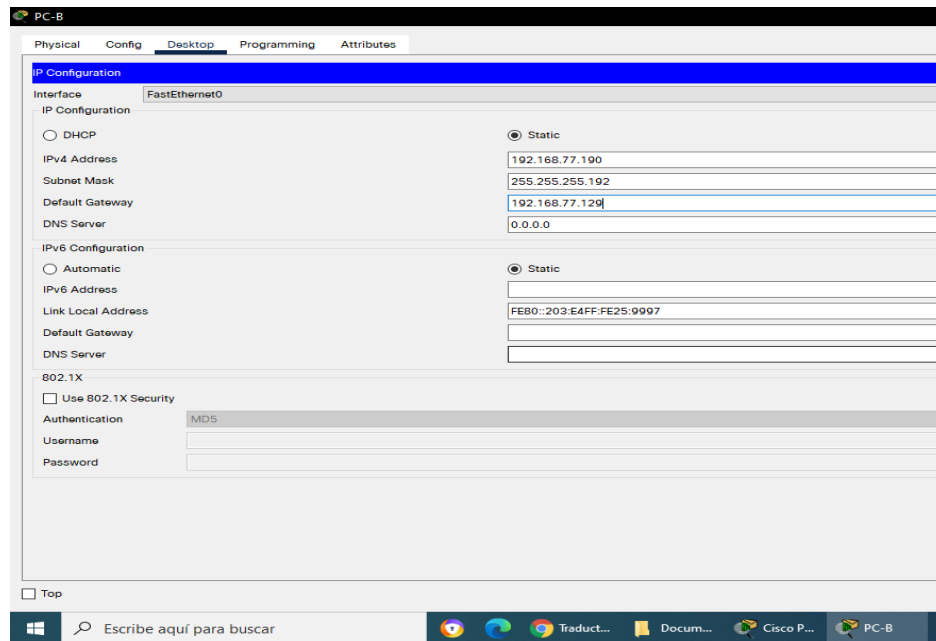 PC-B
Physical Config Desktop Programming Attributes
IP Configuration
Interface FastEthernet0
IP Configuration
DHCP Static
IPv4 Address 192.168.77.190
Subnet Mask 255.255.255.192
Default Gateway 192.168.77.129
DNS Server 0.0.0.0
IPv6 Configuration
Automatic Static
IPv6 Address
Link Local Address FE80::203:E4FF:FE25:9997
Default Gateway
DNS Server
802.1X
Use 802.1X Security
Authentication MD5
Username
Password
Top
Escribe aquí para buscar Traduct... Docum... Cisco P... PC-B